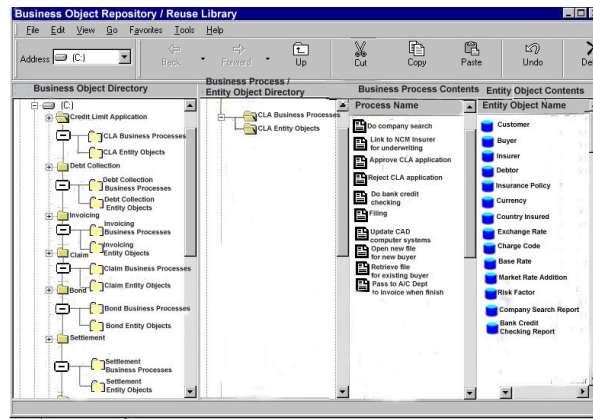 Business Object Repository / Reuse Library
File Edit View Go Favorites Tools Help
Address (C:)
Back
Forward
Up
Cut
Copy
Paste
Undo
Business Object Directory
Business Process /
Entity Object Directory
Business Process Contents
Entity Object Contents
(C:)
Credit Limit Application
CLA Business Processes
CLA Entity Objects
Debt Collection
Debt Collection
Business Processes
Debt Collection
Entity Objects
Invoicing
Invoicing
Business Processes
Invoicing
Entity Objects
Claim
Claim Business Processes
Claim Entity Objects
Bond
Bond Business Processes
Bond Entity Objects
Settlement
Settlement
Business Processes
Settlement
Entity Objects
CLA Business Processes
CLA Entity Objects
Process Name
Do company search
Link to NCM Insurer
for underwriting
Approve CLA application
Reject CLA application
Do bank credit
checking
Filing
Update CAD
computer systems
Open new file
for new buyer
Retrieve file
for existing buyer
Pass to A/C Dept
to invoice when finish
Entity Object Name
Customer
Buyer
Insurer
Debtor
Insurance Policy
Currency
Country Insured
Exchange Rate
Charge Code
Base Rate
Market Rate Addition
Risk Factor
Company Search Report
Bank Credit
Checking Report